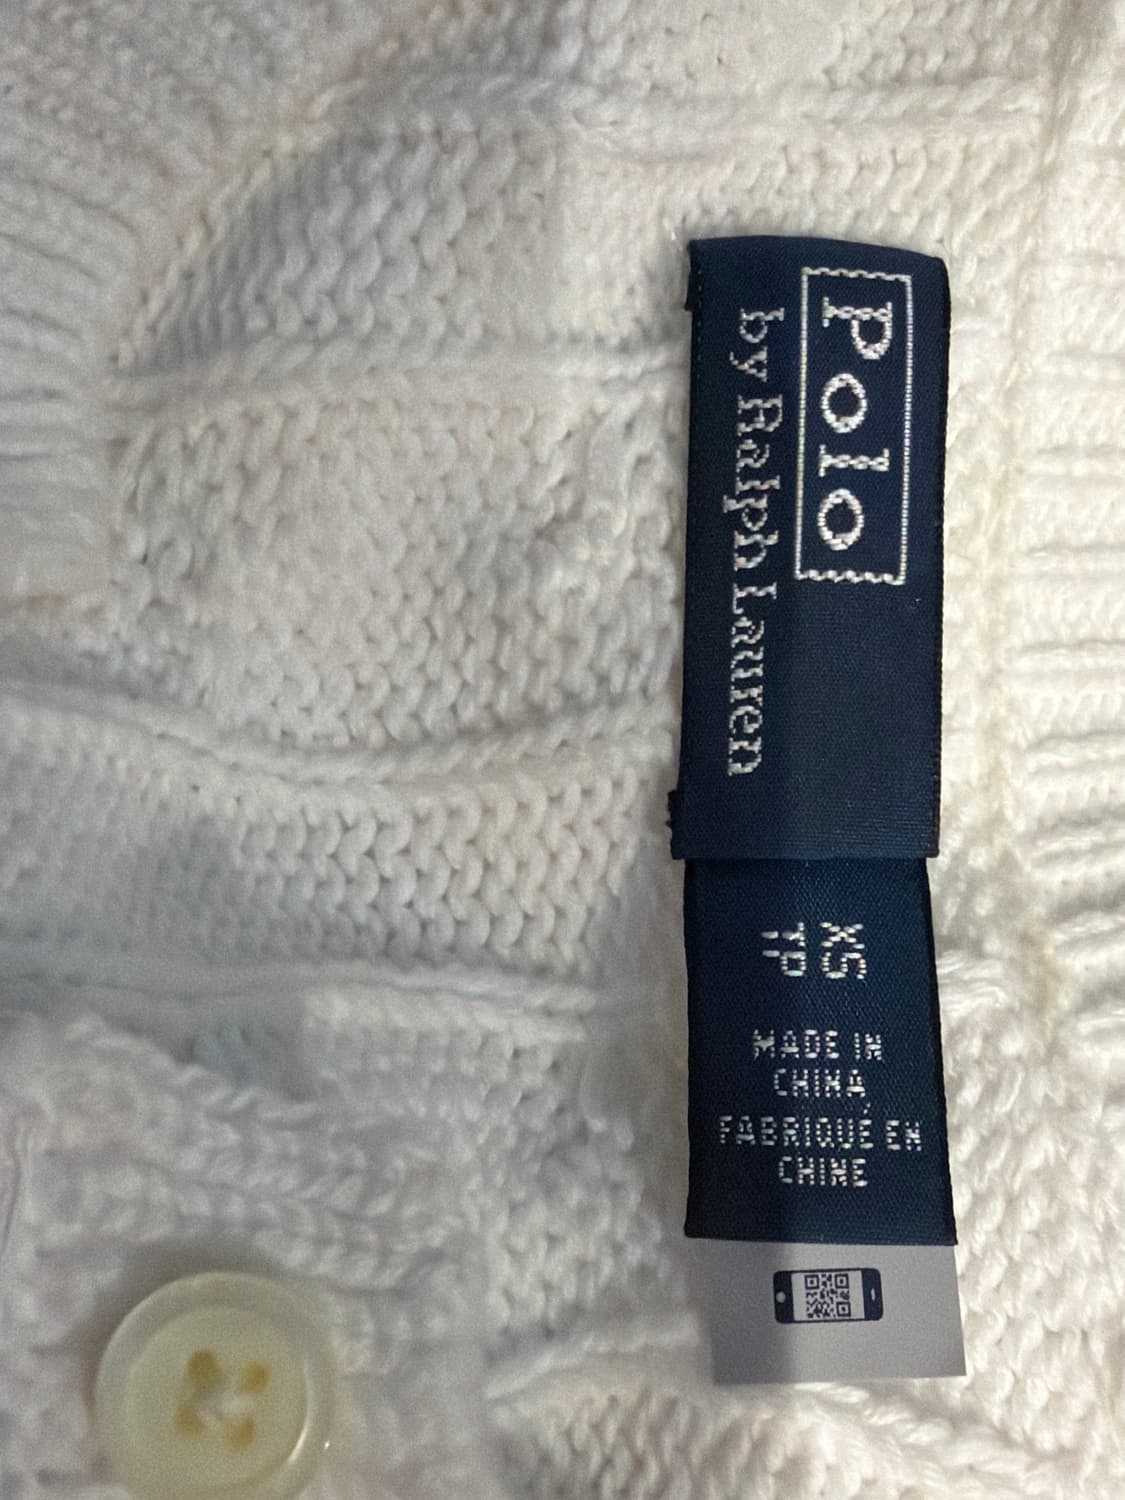 Polo
by Ralph Lauren
XS
TP
MADE IN
CHINA
FABRIQUÉ EN
CHINE